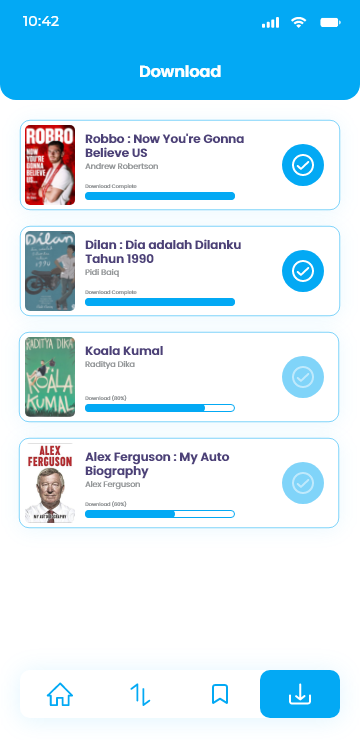 10:42
Download
ROBBO
NOW
YOU'RE
GONNA
BELIEVE
US
Robbo : Now You're Gonna
Believe US
Andrew Robertson
Download Complete
Dilan
1990
Dilan : Dia adalah Dilanku
Tahun 1990
Pidi Baiq
Download Complete
RADITYA DIKA
KOALA
KUMAL
Koala Kumal
Raditya Dika
Download (80%)
ALEX
FERGUSON
MY AUTOBIOGRAPHY
Alex Ferguson : My Auto
Biography
Alex Ferguson
Download (60%)